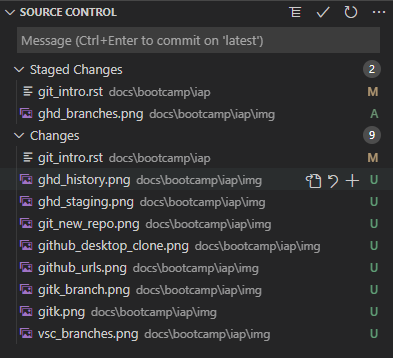 SOURCE CONTROL
Message (Ctrl+Enter to commit on 'latest')
Staged Changes 2
git_intro.rst docs\bootcamp\iap M
ghd_branches.png docs\bootcamp\iap\img A
Changes 9
git_intro.rst docs\bootcamp\iap M
ghd_history.png docs\bootcamp\iap\img U
ghd_staging.png docs\bootcamp\iap\img U
git_new_repo.png docs\bootcamp\iap\img U
github_desktop_clone.png docs\bootcamp\iap\img U
github_urls.png docs\bootcamp\iap\img U
gitk_branch.png docs\bootcamp\iap\img U
gitk.png docs\bootcamp\iap\img U
vsc_branches.png docs\bootcamp\iap\img U